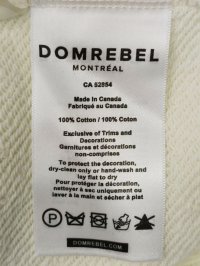 DOMREBEL
MONTRÉAL
CA 52854
Made in Canada
Fabriqué au Canada
100% Cotton / 100% Coton
Exclusive of Trims and
Decorations
Garnitures et décorations
non-comprises
To protect the decoration,
dry-clean only or hand-wash and
lay flat to dry
Pour protéger la décoration,
nettoyer à sec uniquement ou
laver à la main et sécher à plat
P
DOMREBEL.COM